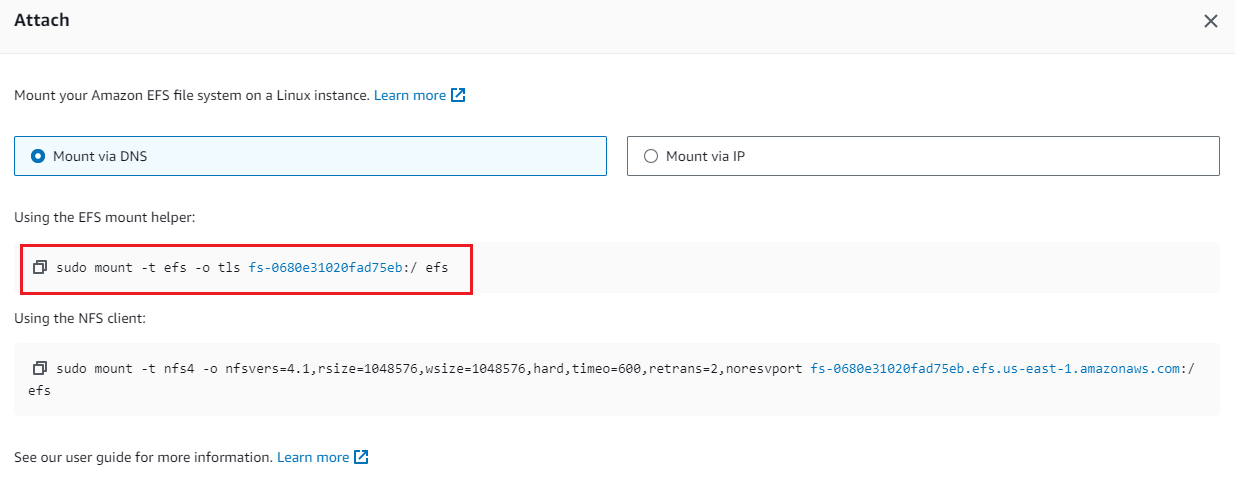 Attach
Mount your Amazon EFS file system on a Linux instance. Learn more
Mount via DNS
Mount via IP
Using the EFS mount helper:
sudo mount -t efs -o tls fs-0680e31020fad75eb:/ efs
Using the NFS client:
sudo mount -t nfs4 -o nfsvers=4.1,rsize=1048576,wsize=1048576,hard,timeo=600,retrans=2,noresvport fs-0680e31020fad75eb.efs.us-east-1.amazonaws.com:/
efs
See our user guide for more information. Learn more